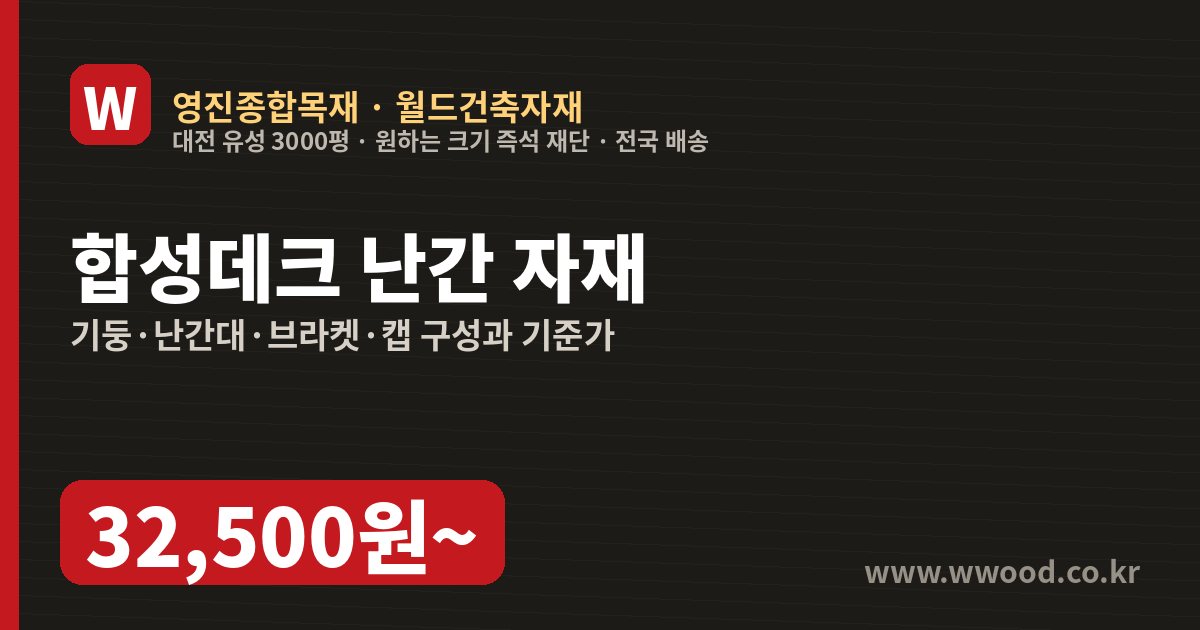 W
영진종합목재 · 월드건축자재
대전 유성 3000평 · 원하는 크기 즉석 재단 · 전국 배송
합성데크 난간 자재
기둥·난간대·브라켓·캡 구성과 기준가
32,500원~
www.wwood.co.kr